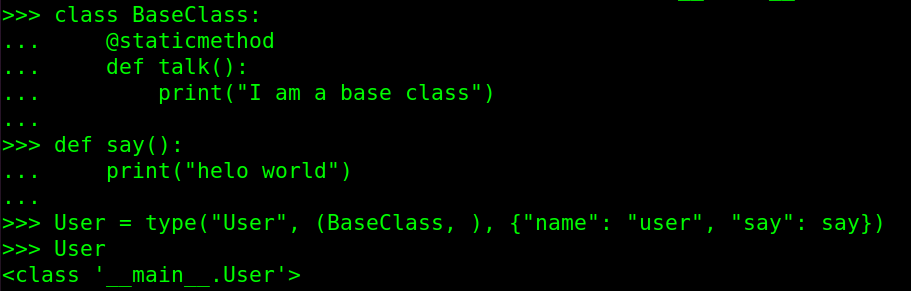 >>> class BaseClass:
...     @staticmethod
...     def talk():
...         print("I am a base class")
...
>>> def say():
...     print("helo world")
...
>>> User = type("User", (BaseClass, ), {"name": "user", "say": say})
>>> User
<class '__main__.User'>